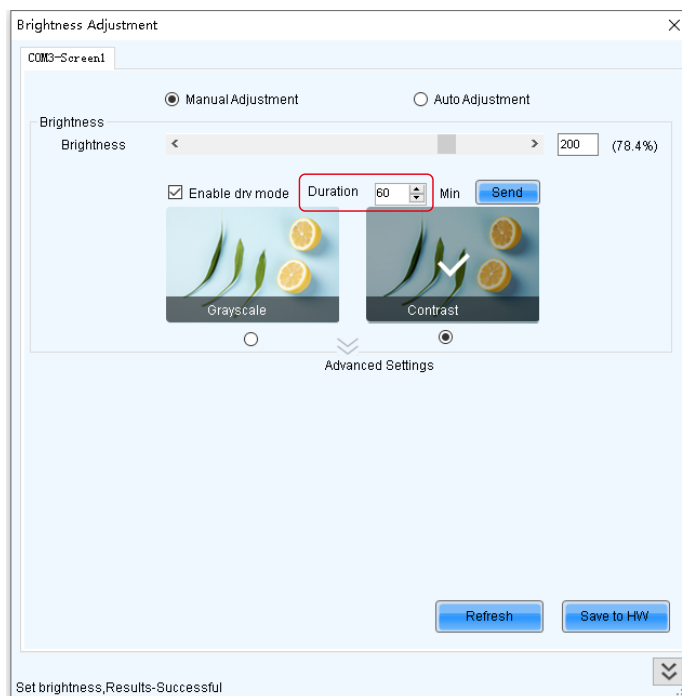 Brightness Adjustment
COM3-Screen1
Manual Adjustment Auto Adjustment
Brightness
Brightness 200 (78.4%)
Enable drv mode Duration 60 Min Send
Grayscale Contrast
Advanced Settings
Refresh Save to HW
Set brightness,Results-Successful